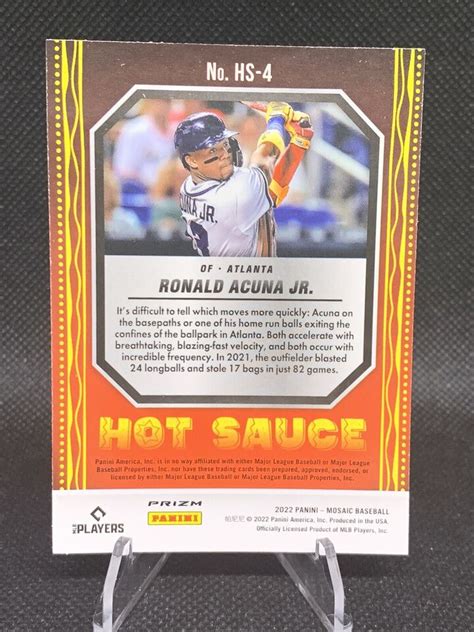 No. HS-4
UNA JR.
OF · ATLANTA
RONALD ACUNA JR.
It's difficult to tell which moves more quickly: Acuna on
the basepaths or one of his home run balls exiting the
confines of the ballpark in Atlanta. Both accelerate with
breathtaking, blazing-fast velocity, and both occur with
incredible frequency. In 2021, the outfielder blasted
24 longballs and stole 17 bags in just 82 games.
HOT SAUCE
Panini America, Inc. is in no way affiliated with either Major League Baseball or Major League
Baseball Properties, Inc. nor have these trading cards been prepared, approved, endorsed, or
licensed by either Major League Baseball or Major League Baseball Properties, Inc.
PLAYERS
PRIZM
PANINI
2022 PANINI – MOSAIC BASEBALL
帕尼尼 © 2022 Panini America, Inc. Produced in the USA.
Officially Licensed Product of MLB Players, Inc.